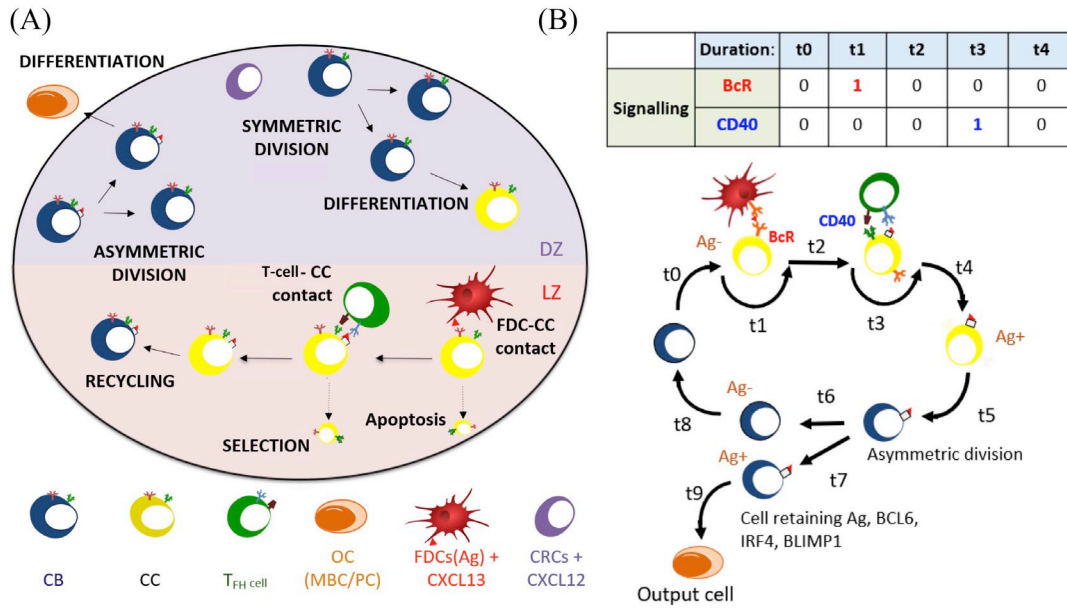 (A)
DIFFERENTIATION
SYMMETRIC
DIVISION
DIFFERENTIATION
ASYMMETRIC
DIVISION
DZ
T-cell - CC
contact
LZ
FDC-CC
contact
RECYCLING
Apoptosis
SELECTION
CB
CC
TFH cell
OC
(MBC/PC)
FDCs(Ag) +
CXCL13
CRCs +
CXCL12
(B)
Duration: t0 t1 t2 t3 t4
Signalling
BcR 0 1 0 0 0
CD40 0 0 0 1 0
Ag-
BcR
CD40
t0
t1
t2
t3
t4
Ag+
t5
Asymmetric division
t6
Ag-
t8
Ag+
t7
t9
Cell retaining Ag, BCL6,
IRF4, BLIMP1
Output cell